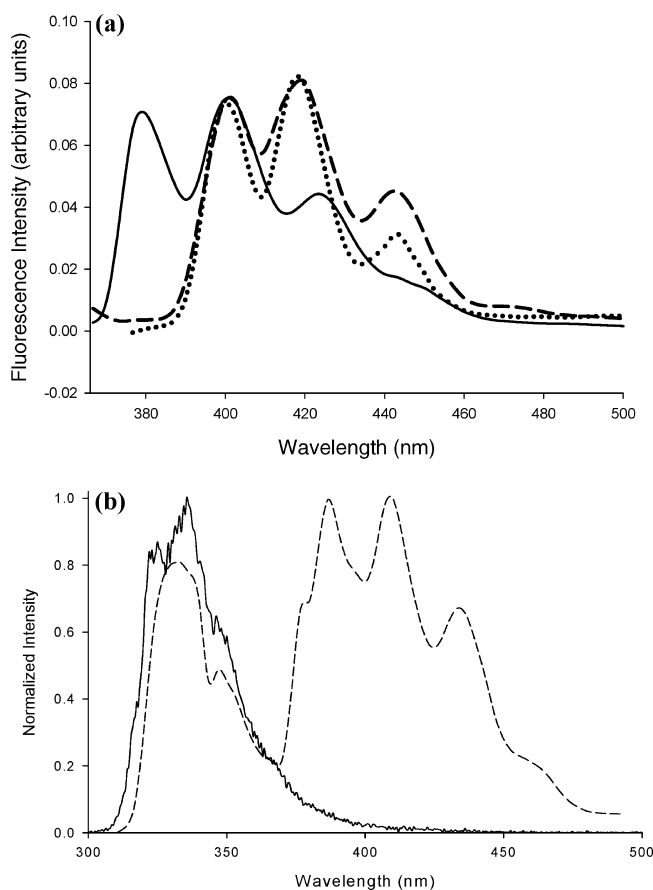 (a)
Fluorescence Intensity (arbitrary units)
0.10
0.08
0.06
0.04
0.02
0.00
-0.02
380 400 420 440 460 480 500
Wavelength (nm)
(b)
Normalized Intensity
1.0
0.8
0.6
0.4
0.2
0.0
300 350 400 450 500
Wavelength (nm)